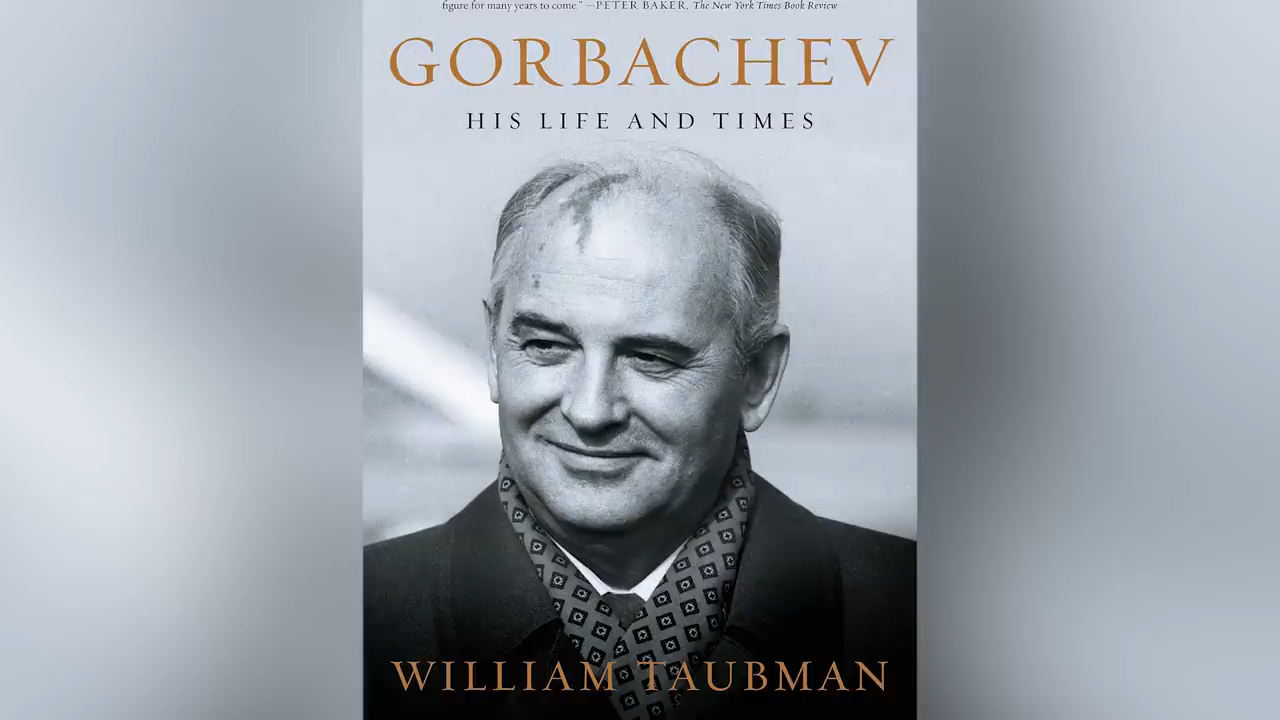 figure for many years to come." —PETER BAKER, The New York Times Book Review
GORBACHEV
HIS LIFE AND TIMES
WILLIAM TAUBMAN